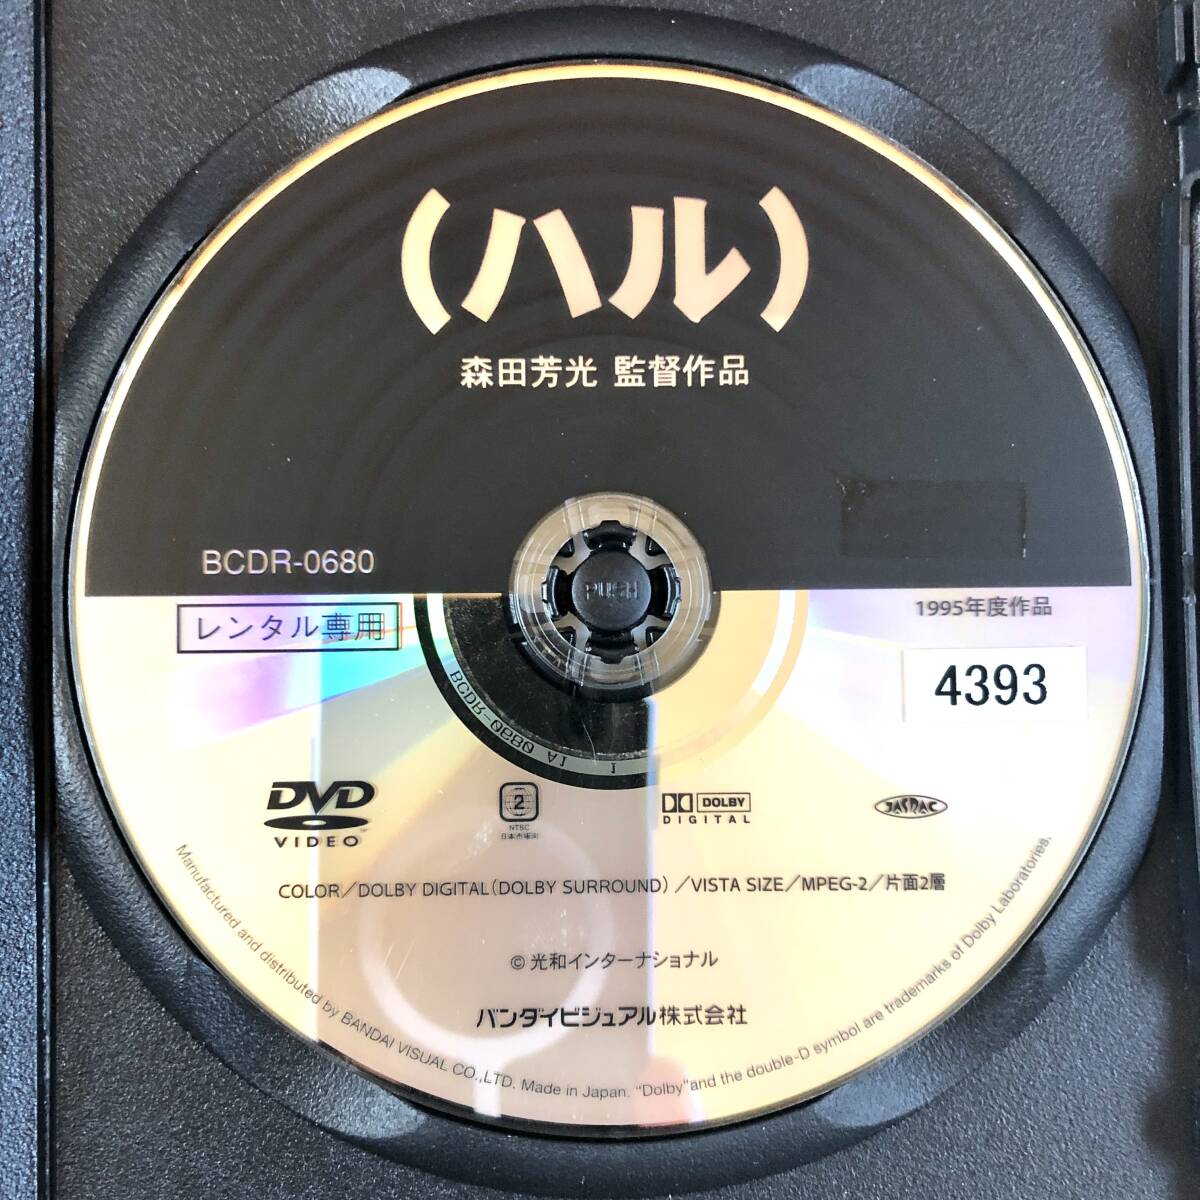 (ハル)
森田芳光 監督作品
BCDR-0680
レンタル専用
1995年度作品
4393
PUSH
BCDR-0680 A1 1
DVD
VIDEO
2
NTSC
日本市場向
DOLBY
DIGITAL
JASRAC
COLOR/DOLBY DIGITAL(DOLBY SURROUND)/VISTA SIZE/MPEG-2/片面2層
©光和インターナショナル
バンダイビジュアル株式会社
Manufactured and distributed by BANDAI VISUAL CO.,LTD. Made in Japan. "Dolby"and the double-D symbol are trademarks of Dolby Laboratories.